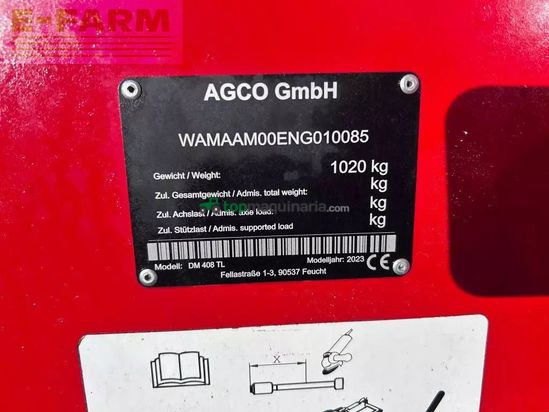 E-FARM
AGCO GmbH
WAMAAM00ENG010085
Gewicht / Weight: 1020 kg
Zul. Gesamtgewicht / Admis. total weight: kg
Zul. Achslast / Admis. axle load: kg
Zul. Stützlast / Admis. supported load kg
topmaquinaria.com
Modell: DM 408 TL Modelljahr: 2023 CE
Fellastraße 1-3, 90537 Feucht
X